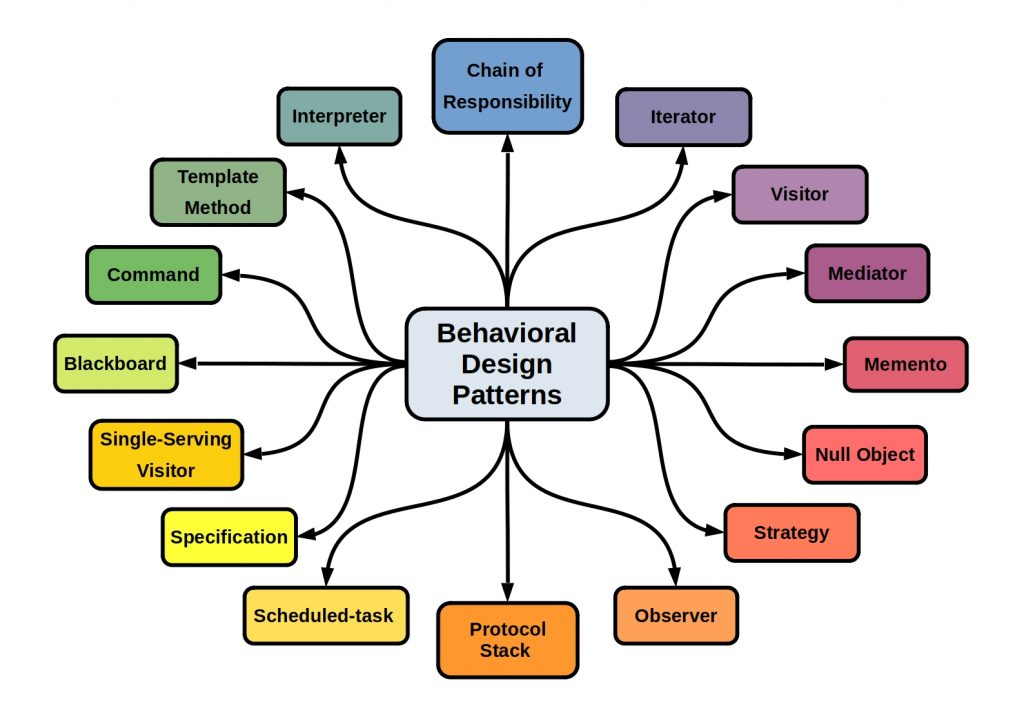 Chain of
Responsibility
Interpreter
Iterator
Template
Method
Visitor
Command
Mediator
Behavioral
Design
Patterns
Blackboard
Memento
Single-Serving
Visitor
Null Object
Specification
Strategy
Scheduled-task
Protocol
Stack
Observer